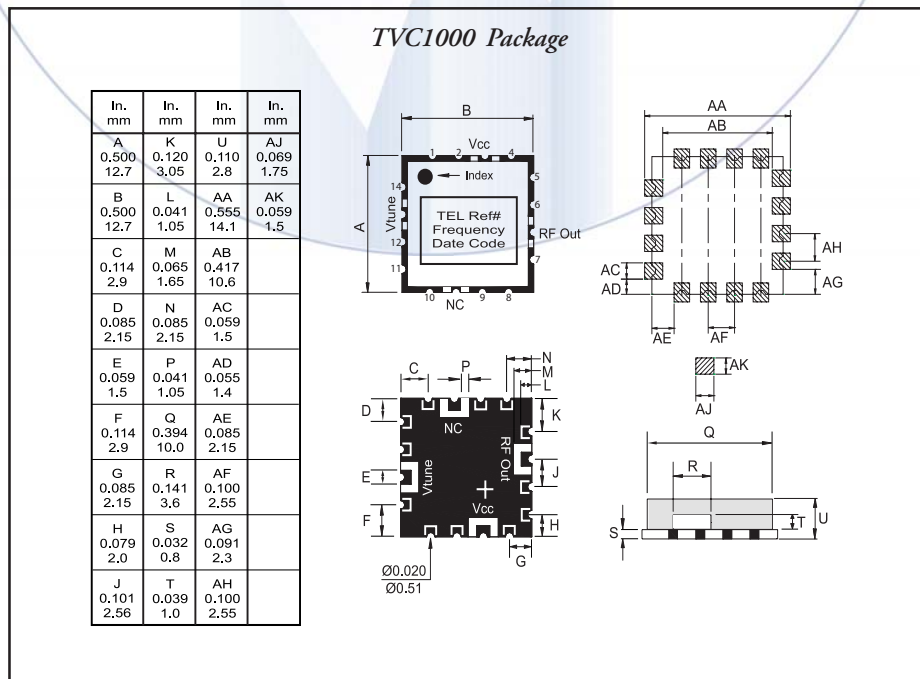 TVC1000 Package
In. mm In. mm In. mm In. mm
A 0.500 12.7 K 0.120 3.05 U 0.110 2.8 AJ 0.069 1.75
B 0.500 12.7 L 0.041 1.05 AA 0.555 14.1 AK 0.059 1.5
C 0.114 2.9 M 0.065 1.65 AB 0.417 10.6
D 0.085 2.15 N 0.085 2.15 AC 0.059 1.5
E 0.059 1.5 P 0.041 1.05 AD 0.055 1.4
F 0.114 2.9 Q 0.394 10.0 AE 0.085 2.15
G 0.085 2.15 R 0.141 3.6 AF 0.100 2.55
H 0.079 2.0 S 0.032 0.8 AG 0.091 2.3
J 0.101 2.56 T 0.039 1.0 AH 0.100 2.55
B
Vcc
1 2 4
Index
14 5
6
A
Vtune
TEL Ref#
Frequency
Date Code
RF Out
12
11 7
10 9 8
NC
AA
AB
AC
AD
AE
AF
AH
AG
AK
AJ
C P N
M
L
D
NC
K
Vtune
RF Out
E
J
F
Vcc
H
G
Ø0.020
Ø0.51
Q
R
S
T
U